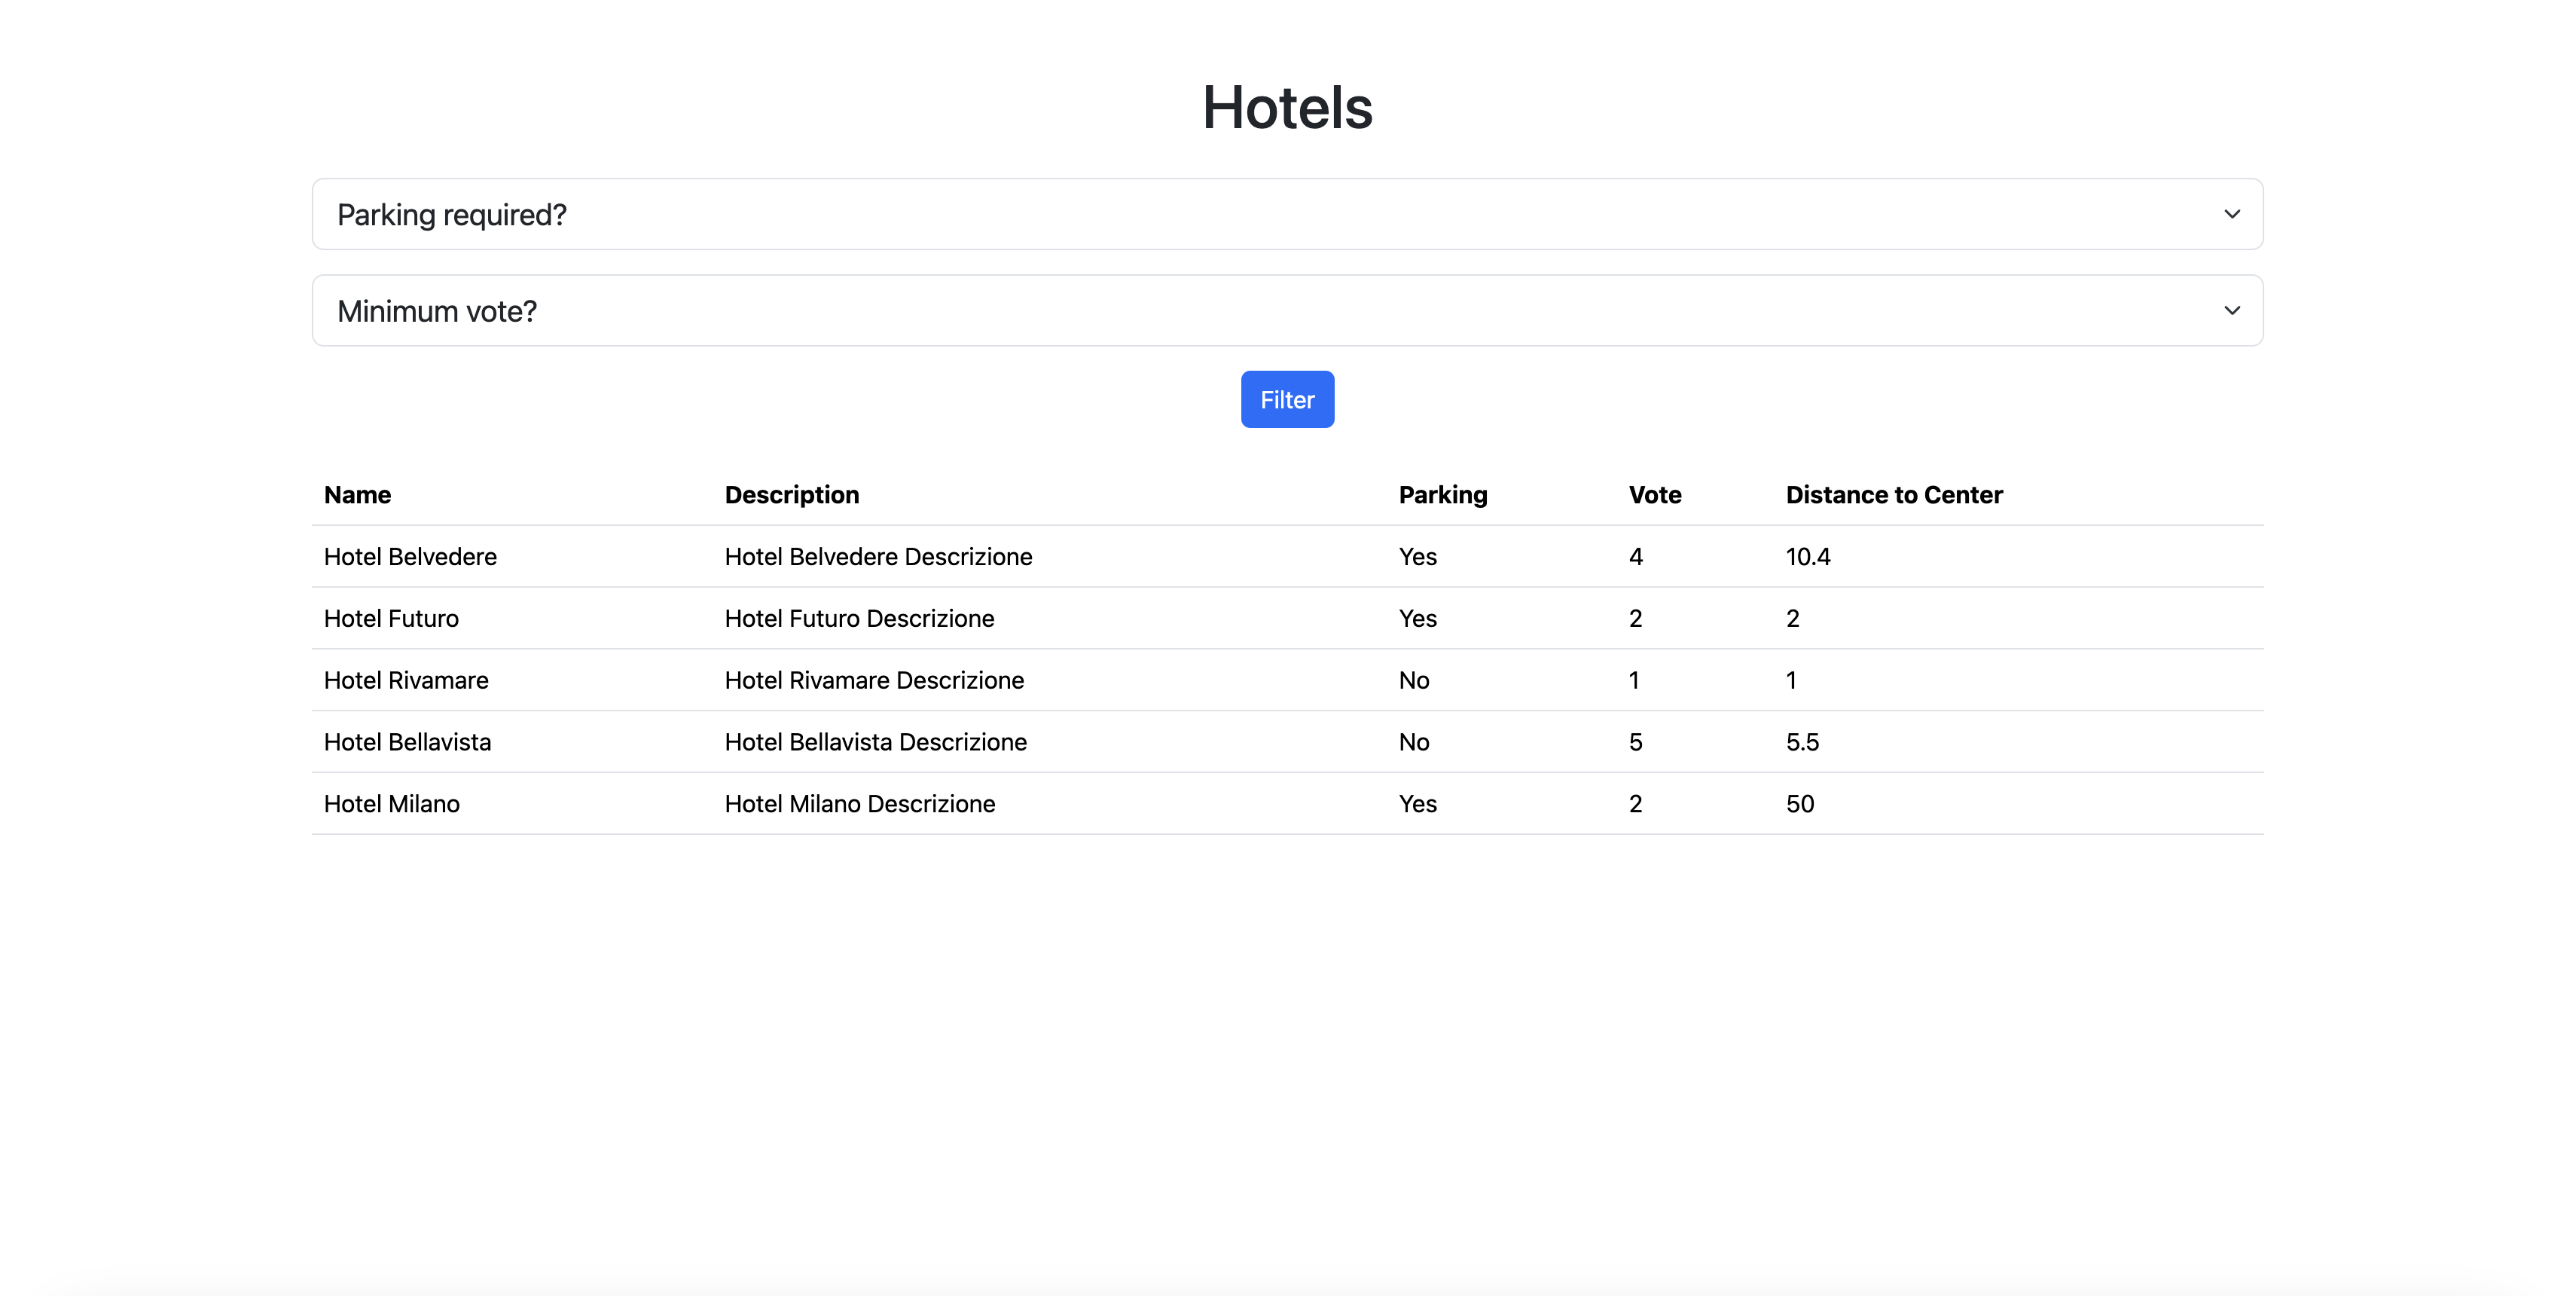 Hotels
Parking required?
Minimum vote?
Filter
Name Description Parking Vote Distance to Center
Hotel Belvedere Hotel Belvedere Descrizione Yes 4 10.4
Hotel Futuro Hotel Futuro Descrizione Yes 2 2
Hotel Rivamare Hotel Rivamare Descrizione No 1 1
Hotel Bellavista Hotel Bellavista Descrizione No 5 5.5
Hotel Milano Hotel Milano Descrizione Yes 2 50